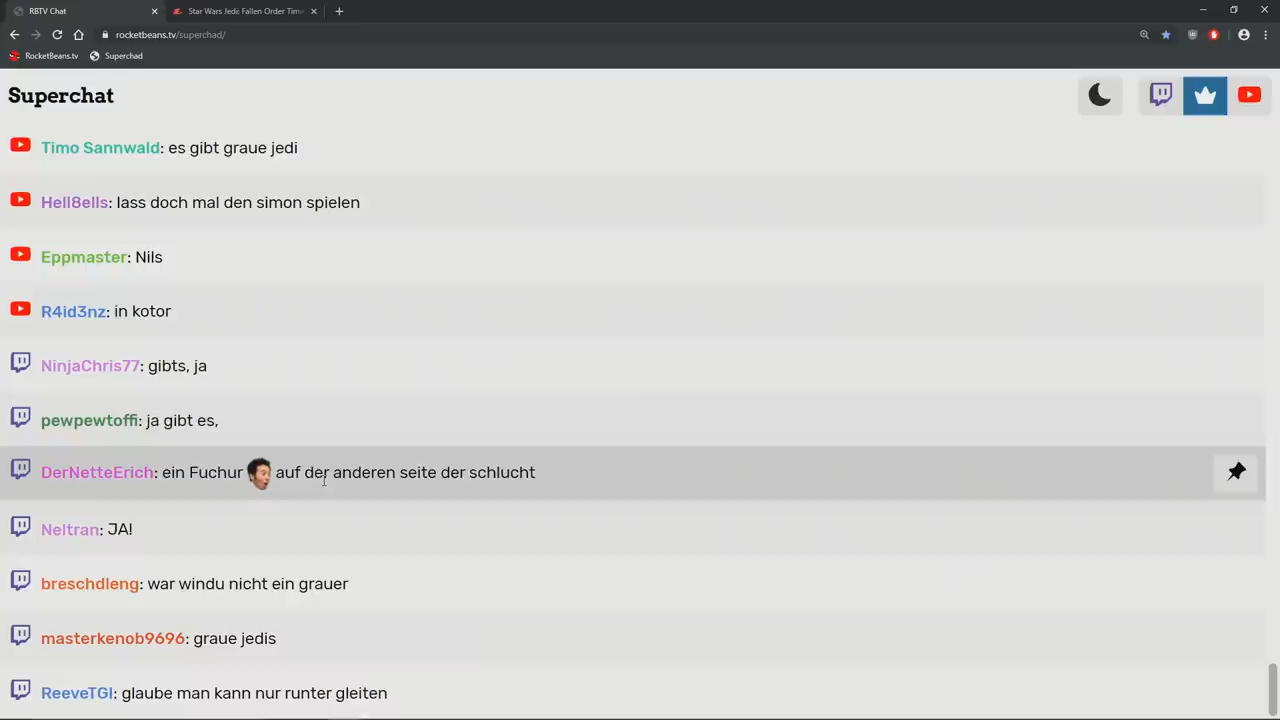 RBTV Chat
Star Wars Jedi: Fallen Order Time
rocketbeans.tv/superchad/
RocketBeans.tv Superchad
Superchat
Timo Sannwald: es gibt graue jedi
Hell8ells: lass doch mal den simon spielen
Eppmaster: Nils
R4id3nz: in kotor
NinjaChris77: gibts, ja
pewpewtoffi: ja gibt es,
DerNetteErich: ein Fuchur auf der anderen seite der schlucht
Neltran: JA!
breschdleng: war windu nicht ein grauer
masterkenob9696: graue jedis
ReeveTGI: glaube man kann nur runter gleiten